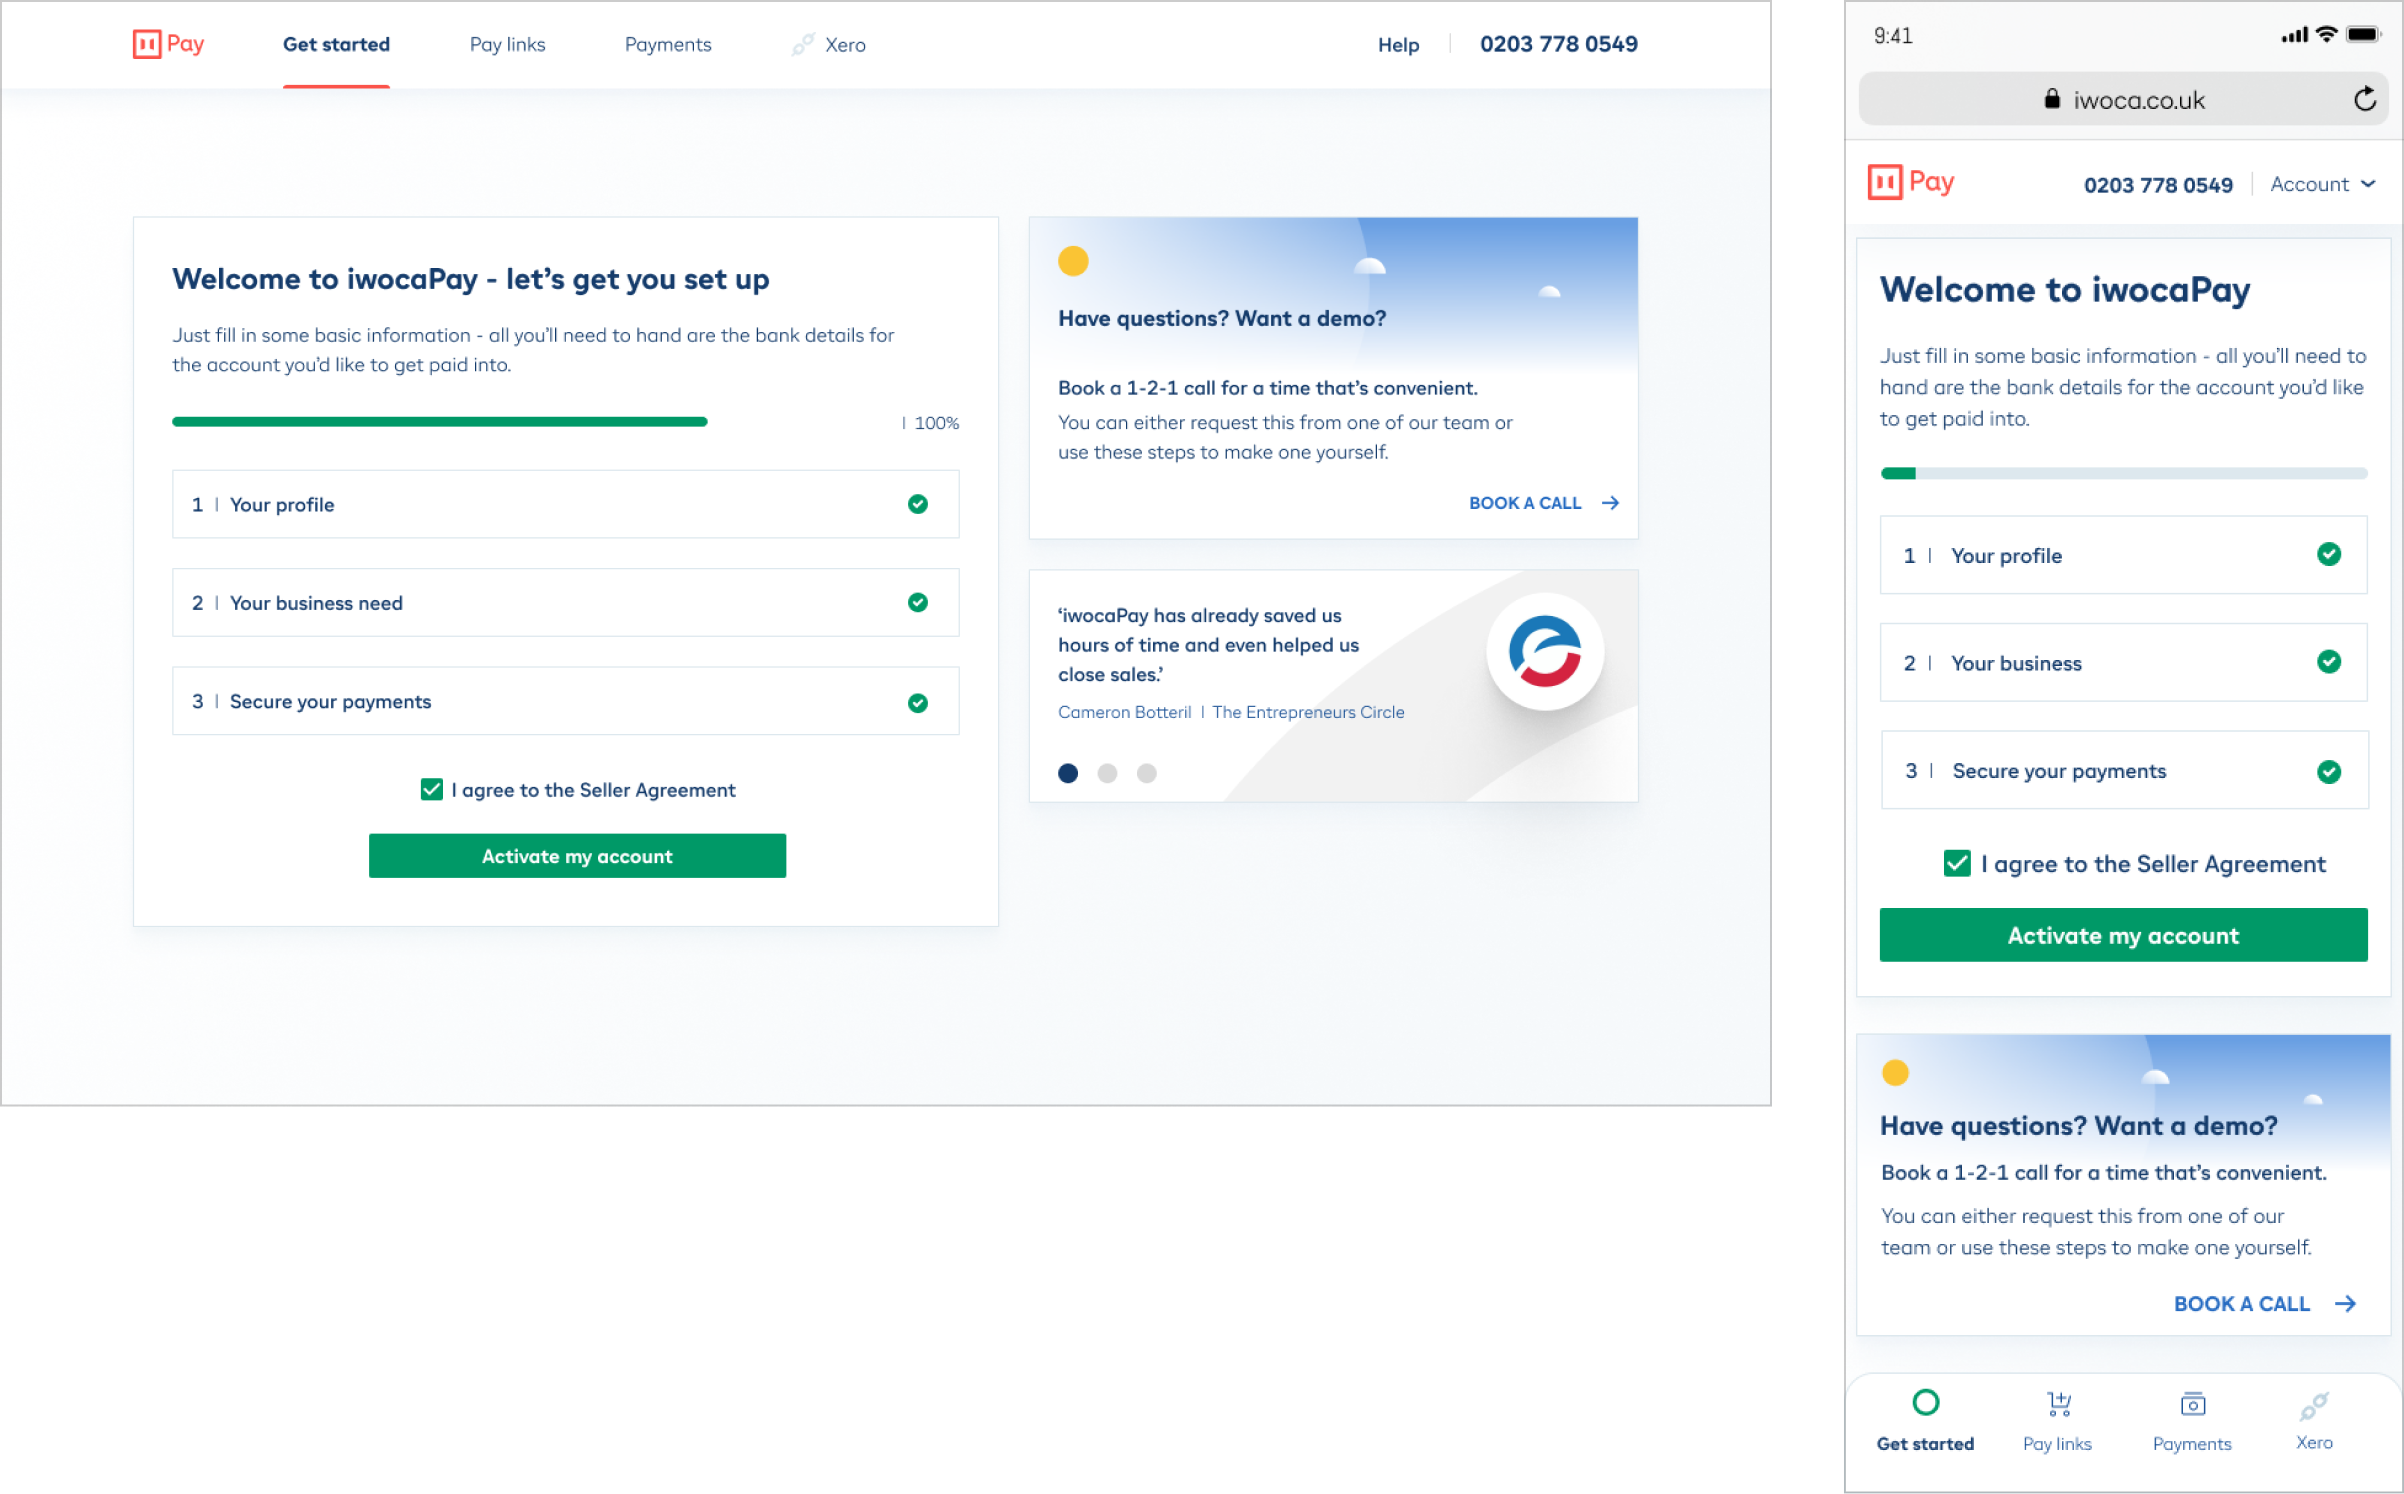 Pay
Get started
Pay links
Payments
Xero
Help
0203 778 0549
Welcome to iwocaPay - let’s get you set up
Just fill in some basic information - all you’ll need to hand are the bank details for
the account you’d like to get paid into.
| 100%
1 | Your profile
2 | Your business need
3 | Secure your payments
I agree to the Seller Agreement
Activate my account
Have questions? Want a demo?
Book a 1-2-1 call for a time that’s convenient.
You can either request this from one of our team or
use these steps to make one yourself.
BOOK A CALL
‘iwocaPay has already saved us
hours of time and even helped us
close sales.’
Cameron Botteril | The Entrepreneurs Circle
9:41
iwoca.co.uk
Pay
0203 778 0549
Account
Welcome to iwocaPay
Just fill in some basic information - all you’ll need to
hand are the bank details for the account you’d like
to get paid into.
1 | Your profile
2 | Your business
3 | Secure your payments
I agree to the Seller Agreement
Activate my account
Have questions? Want a demo?
Book a 1-2-1 call for a time that’s convenient.
You can either request this from one of our
team or use these steps to make one yourself.
BOOK A CALL
Get started
Pay links
Payments
Xero